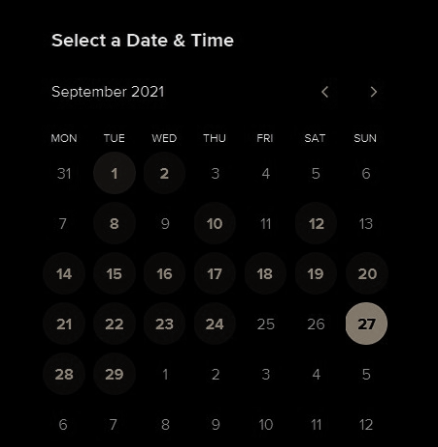 Select a Date & Time
September 2021
MON TUE WED THU FRI SAT SUN
31 1 2 3 4 5 6
7 8 9 10 11 12 13
14 15 16 17 18 19 20
21 22 23 24 25 26 27
28 29 1 2 3 4 5
6 7 8 9 10 11 12